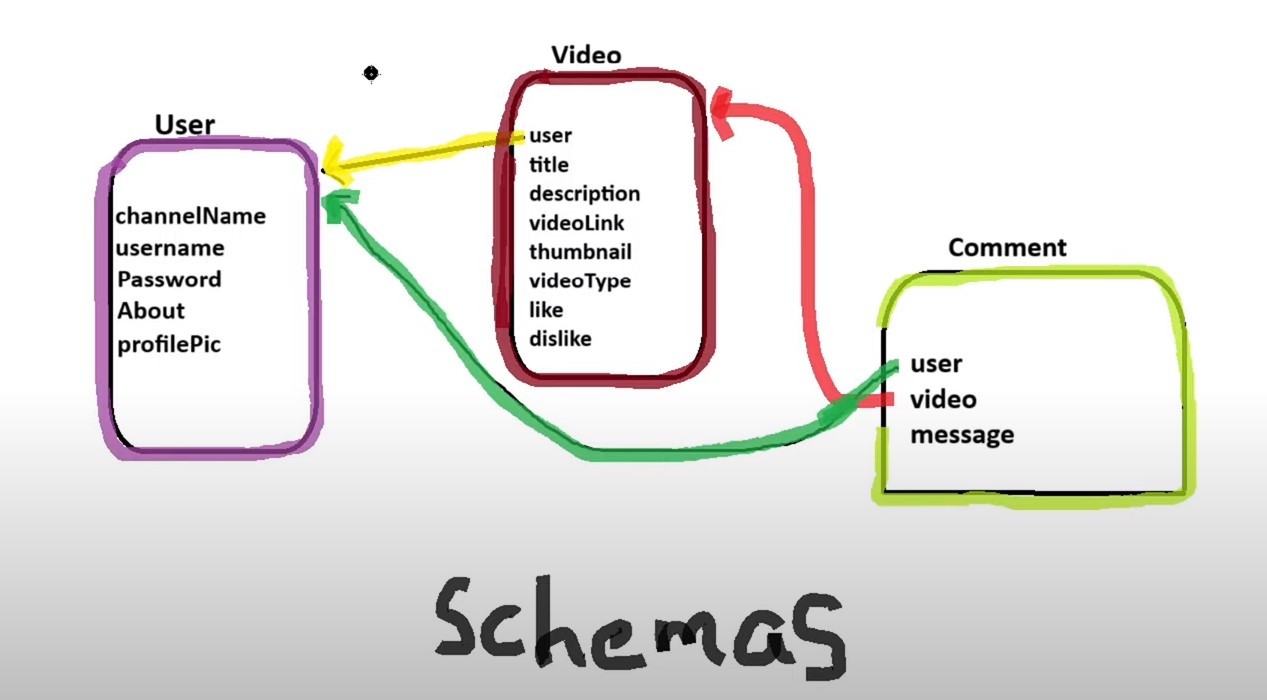 User
channelName
username
Password
About
profilePic
Video
user
title
description
videoLink
thumbnail
videoType
like
dislike
Comment
user
video
message
Schemas